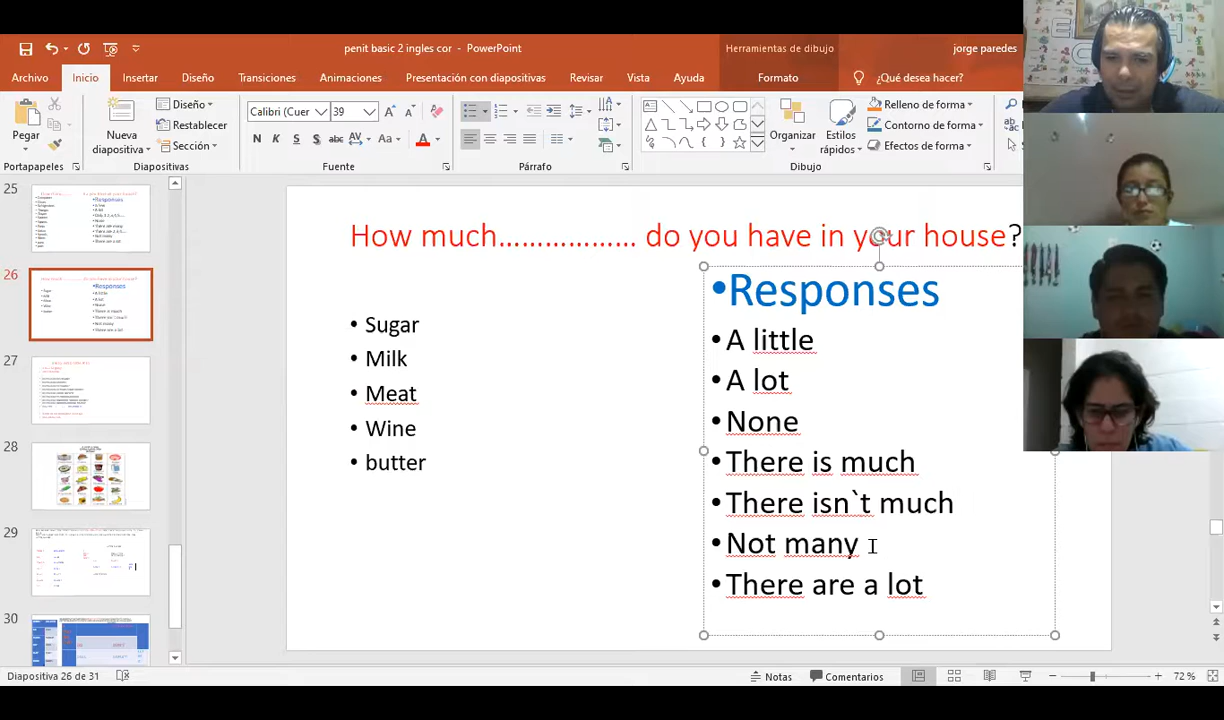 penit basic 2 ingles cor - PowerPoint
Herramientas de dibujo
jorge paredes
Archivo
Inicio
Insertar
Diseño
Transiciones
Animaciones
Presentación con diapositivas
Revisar
Vista
Ayuda
Formato
¿Qué desea hacer?
Pegar
Nueva
diapositiva
Diseño
Restablecer
Sección
Calibri (Cuer
39
N K S S abc AV Aa A
Organizar
Estilos
rápidos
Relleno de forma
Contorno de forma
Efectos de forma
Portapapeles
Diapositivas
Fuente
Párrafo
Dibujo
25
26
27
28
29
30
How much.................. do you have in your house?
• Sugar
• Milk
• Meat
• Wine
• butter
•Responses
•A little
•A lot
•None
•There is much
•There isn`t much
•Not many
•There are a lot
Diapositiva 26 de 31
Notas
Comentarios
72 %